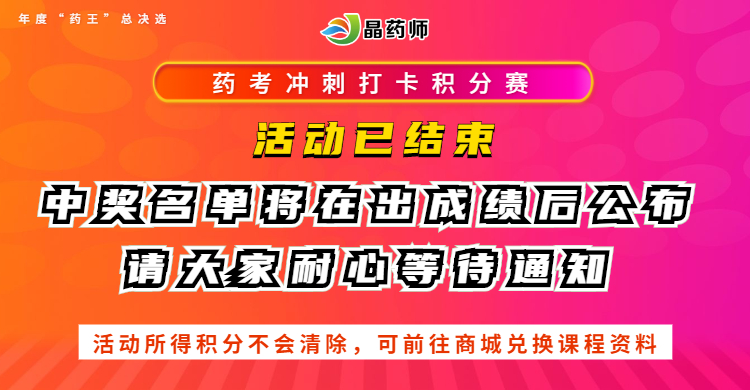 年度“药王”总决选
晶药师
药考冲刺打卡积分赛
活动已结束
中奖名单将在出成绩后公布
请大家耐心等待通知
活动所得积分不会清除，可前往商城兑换课程资料